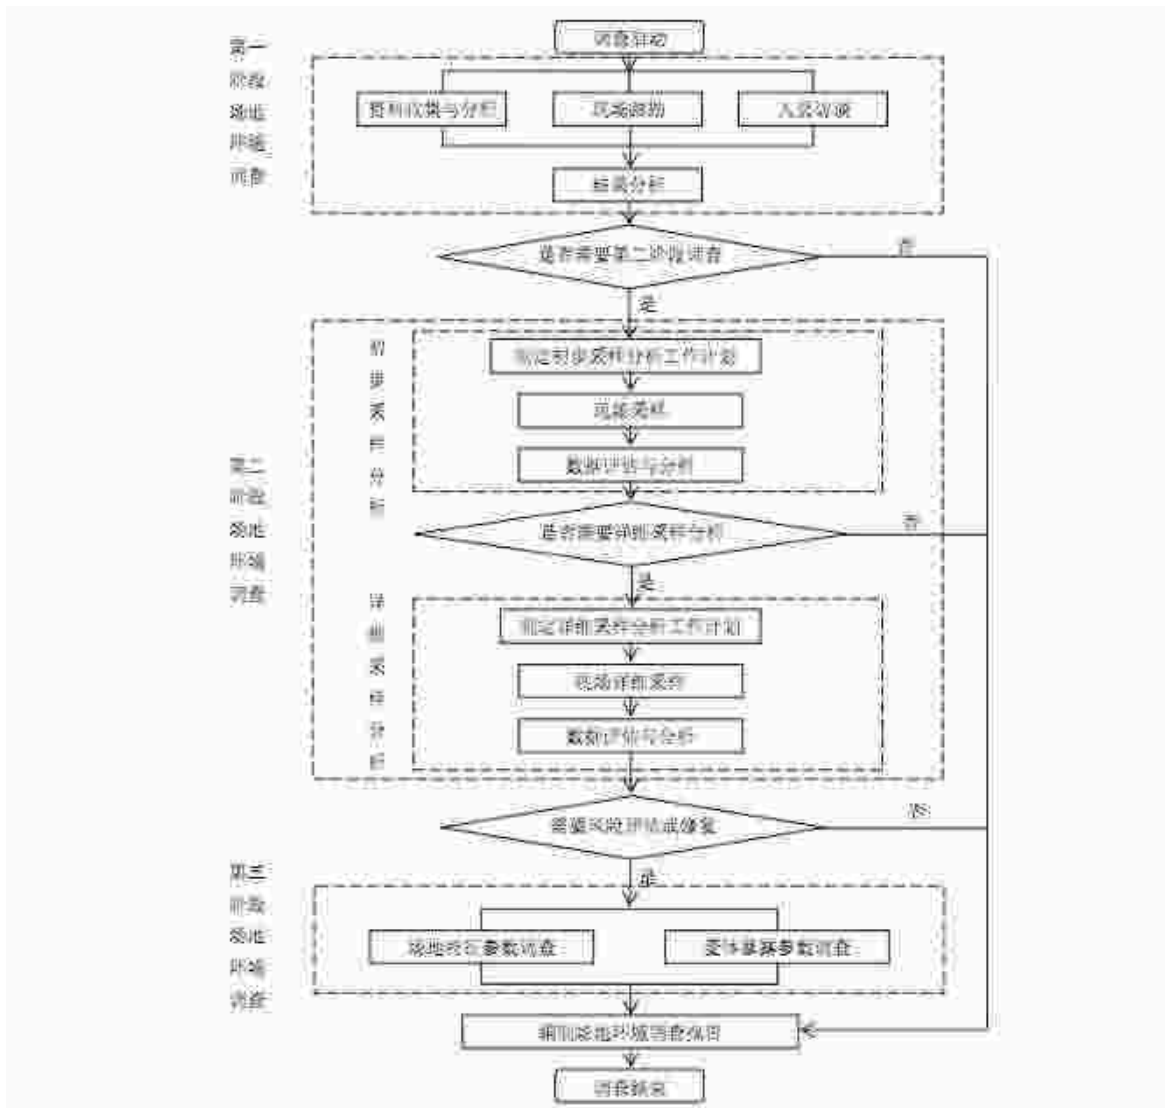 调查启动
第一
阶段
场地
环境
调查
资料收集与分析
现场踏勘
人员访谈
结果分析
是否需要第二阶段调查
否
是
第二
阶段
场地
环境
调查
初
步
采
样
分
析
制定初步采样分析工作计划
现场采样
数据评估与分析
是否需要详细采样分析
否
是
详
细
采
样
分
析
制定详细采样分析工作计划
现场详细采样
数据评估与分析
需要风险评估或修复
否
是
第三
阶段
场地
环境
调查
场地特征参数调查
受体暴露参数调查
编制场地环境调查报告
调查结束